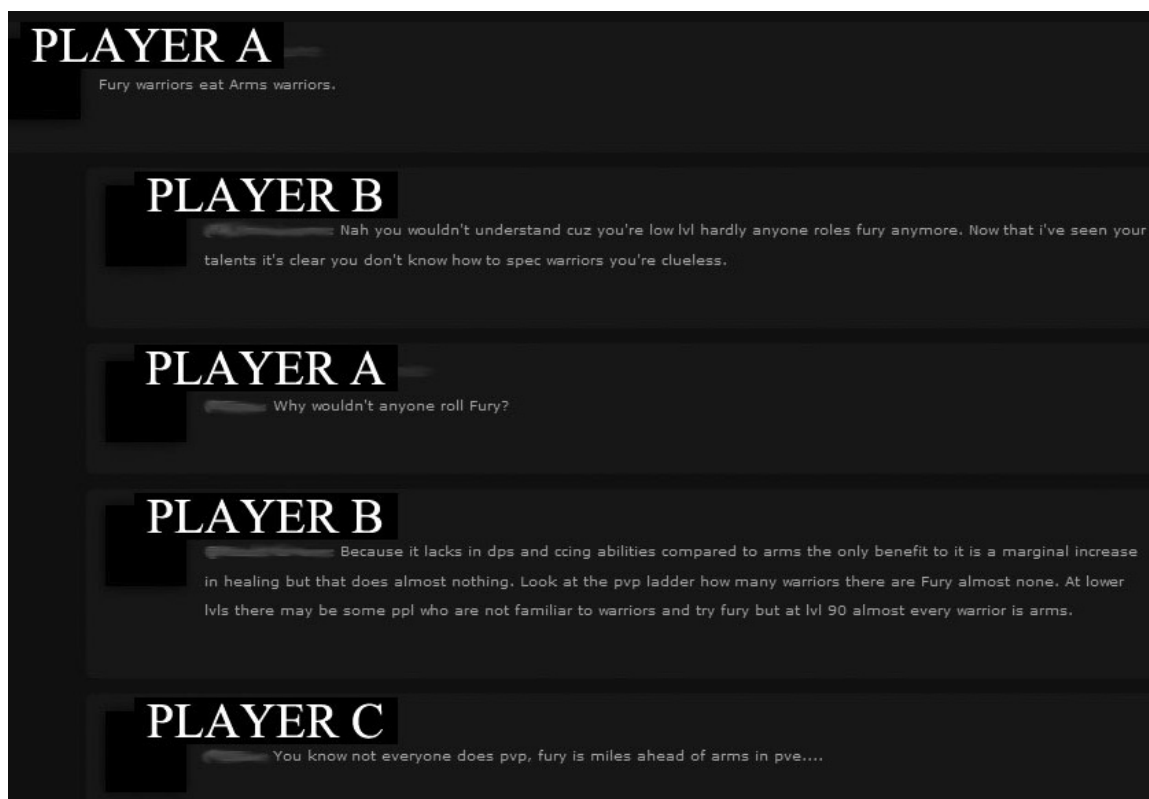 PLAYER A
Fury warriors eat Arms warriors.
PLAYER B
Nah you wouldn't understand cuz you're low lvl hardly anyone roles fury anymore. Now that i've seen your
talents it's clear you don't know how to spec warriors you're clueless.
PLAYER A
Why wouldn't anyone roll Fury?
PLAYER B
Because it lacks in dps and ccing abilities compared to arms the only benefit to it is a marginal increase
in healing but that does almost nothing. Look at the pvp ladder how many warriors there are Fury almost none. At lower
lvls there may be some ppl who are not familiar to warriors and try fury but at lvl 90 almost every warrior is arms.
PLAYER C
You know not everyone does pvp, fury is miles ahead of arms in pve....